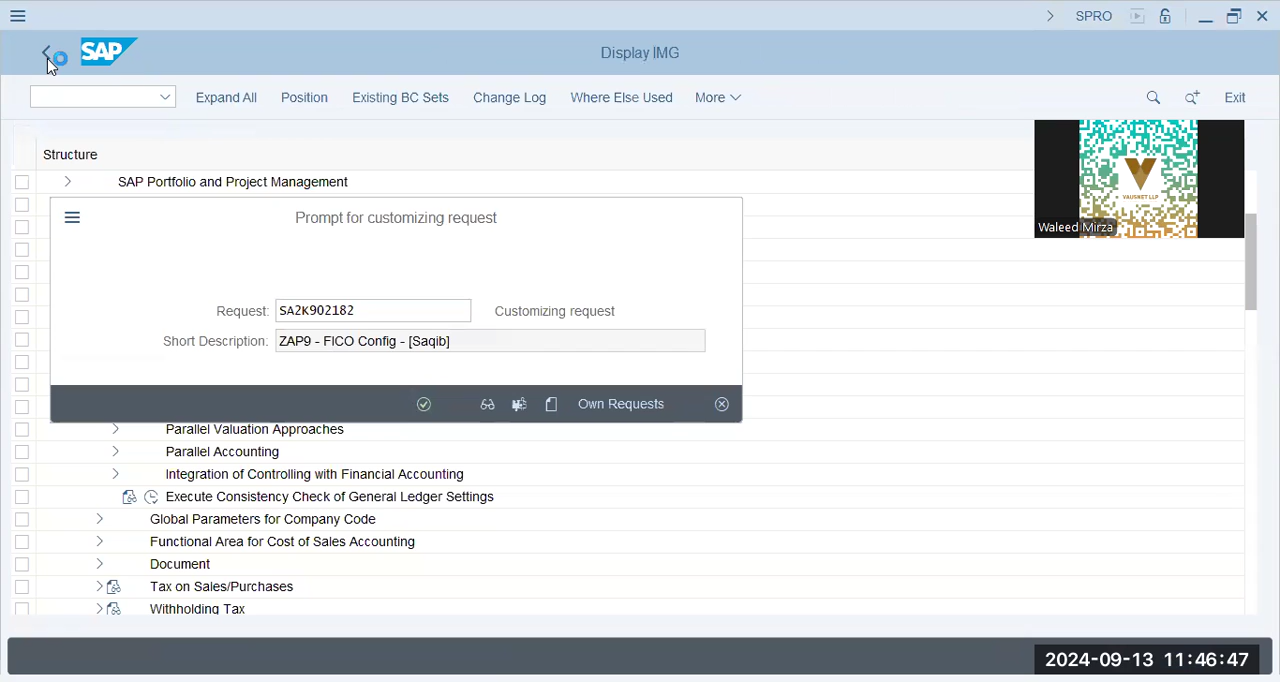 SPRO
SAP
Display IMG
Expand All Position Existing BC Sets Change Log Where Else Used More Exit
Structure
SAP Portfolio and Project Management
VAUSNET LLP
Waleed Mirza
Prompt for customizing request
Request: SA2K902182 Customizing request
Short Description: ZAP9 - FICO Config - [Saqib]
Own Requests
Parallel Valuation Approaches
Parallel Accounting
Integration of Controlling with Financial Accounting
Execute Consistency Check of General Ledger Settings
Global Parameters for Company Code
Functional Area for Cost of Sales Accounting
Document
Tax on Sales/Purchases
Withholding Tax
2024-09-13 11:46:47